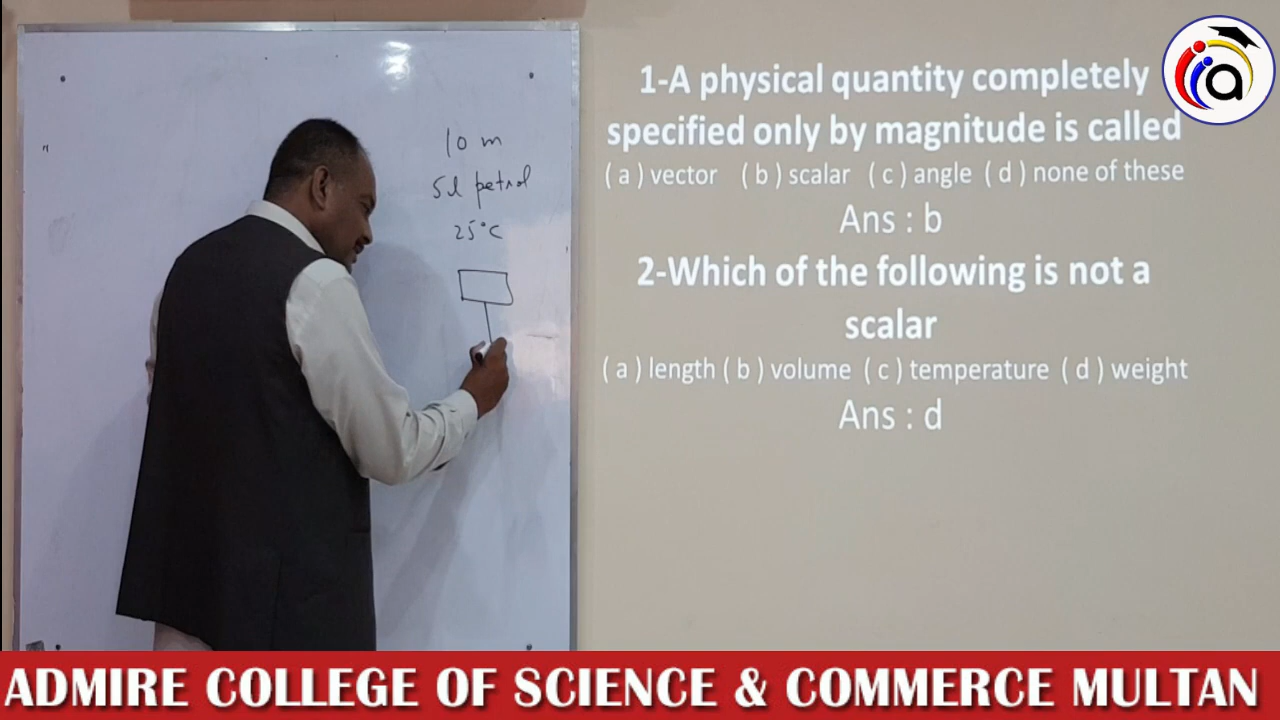 10 m
5l petrol
25°C
1-A physical quantity completely
specified only by magnitude is called
( a ) vector ( b ) scalar ( c ) angle ( d ) none of these
Ans : b
2-Which of the following is not a
scalar
( a ) length ( b ) volume ( c ) temperature ( d ) weight
Ans : d
a
ADMIRE COLLEGE OF SCIENCE & COMMERCE MULTAN